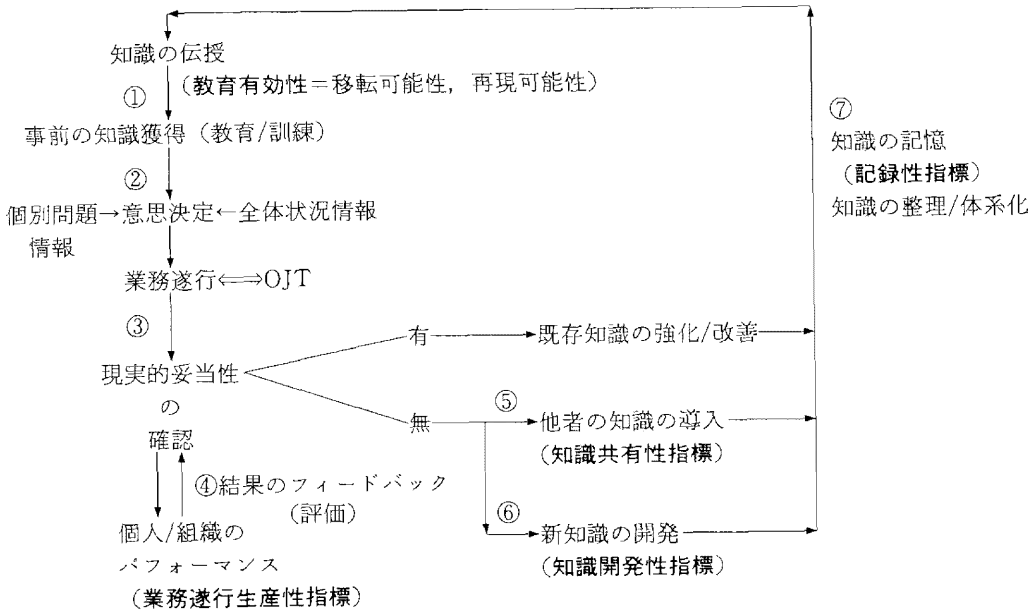 知識の伝授
(教育有効性=移転可能性，再現可能性)
①
事前の知識獲得(教育/訓練)
②
個別問題→意思決定←全体状況情報
情報
業務遂行⟺OJT
③
現実的妥当性
の
確認
④結果のフィードバック
(評価)
個人/組織の
パフォーマンス
(業務遂行生産性指標)
有
既存知識の強化/改善
無
⑤
他者の知識の導入
(知識共有性指標)
⑥
新知識の開発
(知識開発性指標)
⑦
知識の記憶
(記録性指標)
知識の整理/体系化